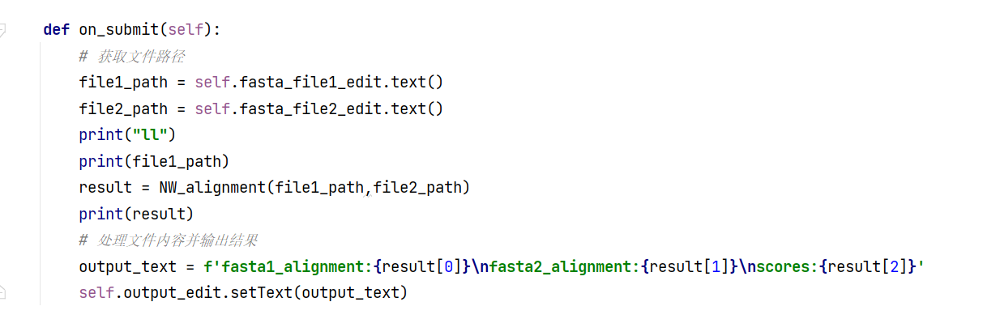 def on_submit(self):
    # 获取文件路径
    file1_path = self.fasta_file1_edit.text()
    file2_path = self.fasta_file2_edit.text()
    print("ll")
    print(file1_path)
    result = NW_alignment(file1_path,file2_path)
    print(result)
    # 处理文件内容并输出结果
    output_text = f'fasta1_alignment:{result[0]}\nfasta2_alignment:{result[1]}\nscores:{result[2]}'
    self.output_edit.setText(output_text)